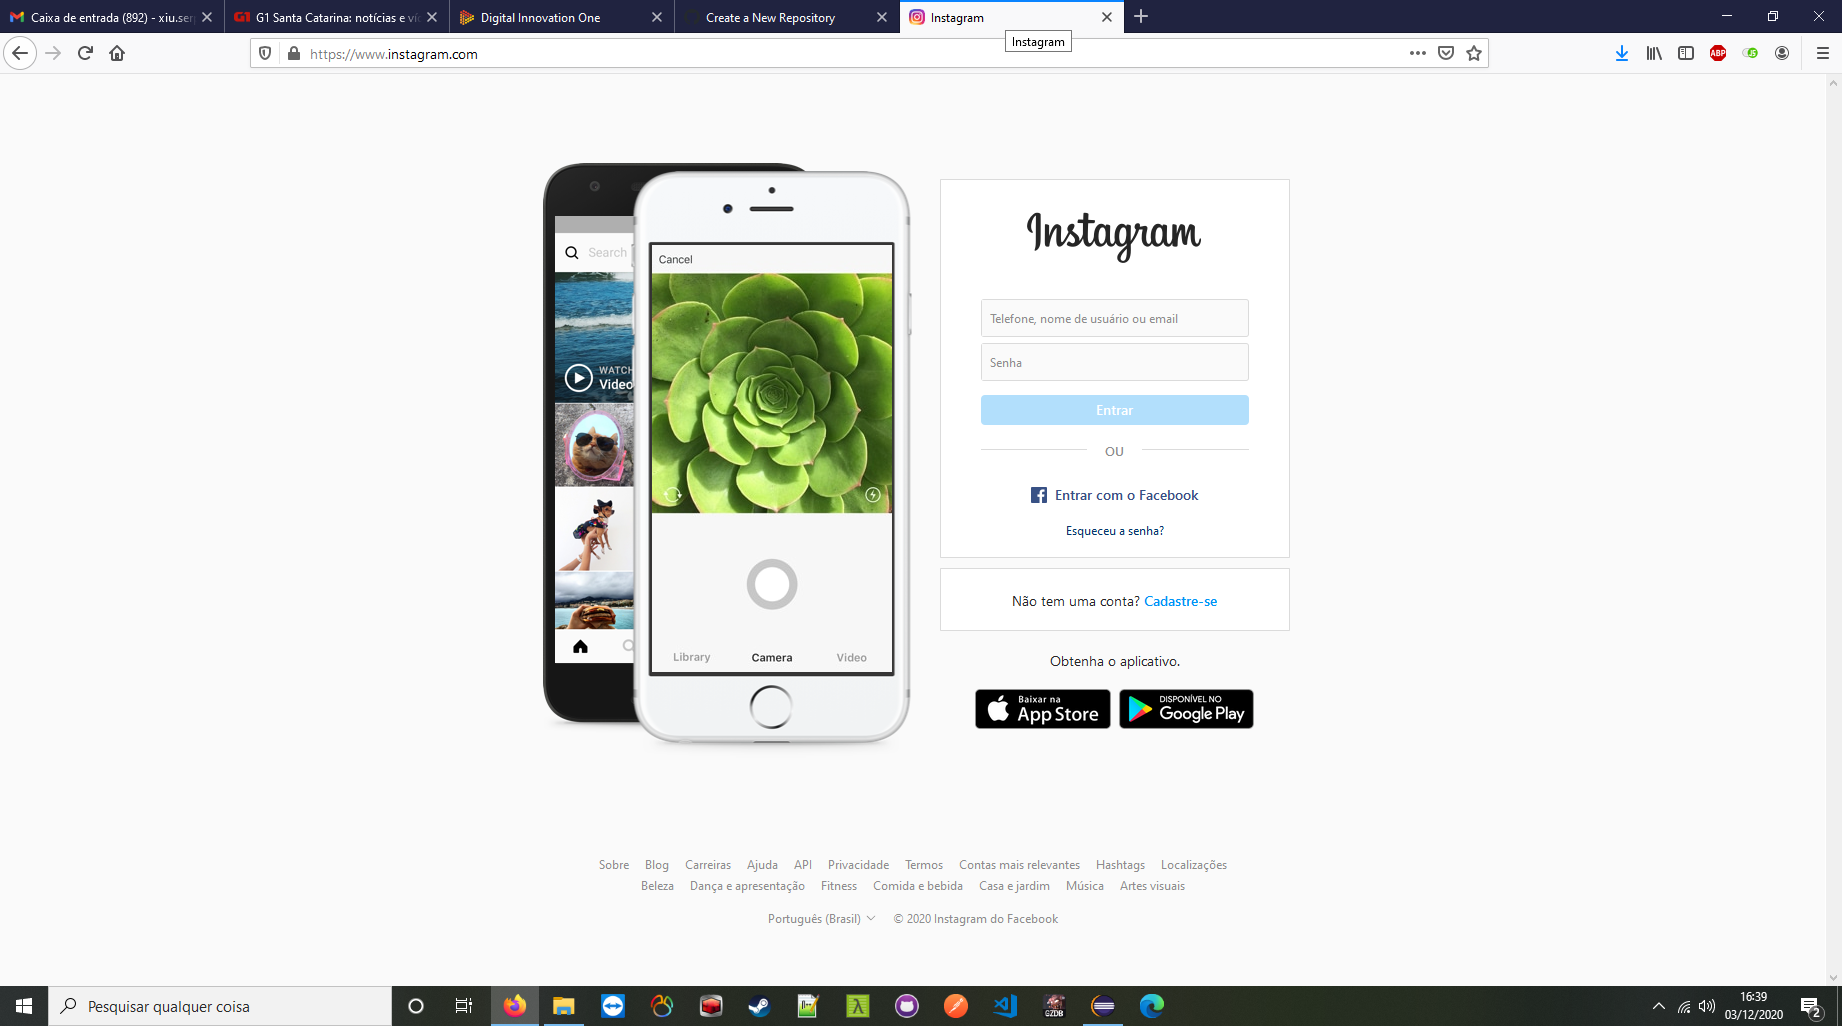 Caixa de entrada (892) - xiu.ser
G1 Santa Catarina: notícias e ví
Digital Innovation One
Create a New Repository
Instagram
Instagram
https://www.instagram.com
ABP
Search
WATCH
Video
Cancel
Library Camera Video
Instagram
Telefone, nome de usuário ou email
Senha
Entrar
OU
Entrar com o Facebook
Esqueceu a senha?
Não tem uma conta? Cadastre-se
Obtenha o aplicativo.
Baixar na
App Store
DISPONÍVEL NO
Google Play
Sobre Blog Carreiras Ajuda API Privacidade Termos Contas mais relevantes Hashtags Localizações
Beleza Dança e apresentação Fitness Comida e bebida Casa e jardim Música Artes visuais
Português (Brasil) © 2020 Instagram do Facebook
Pesquisar qualquer coisa
GZDB
16:39
03/12/2020
2